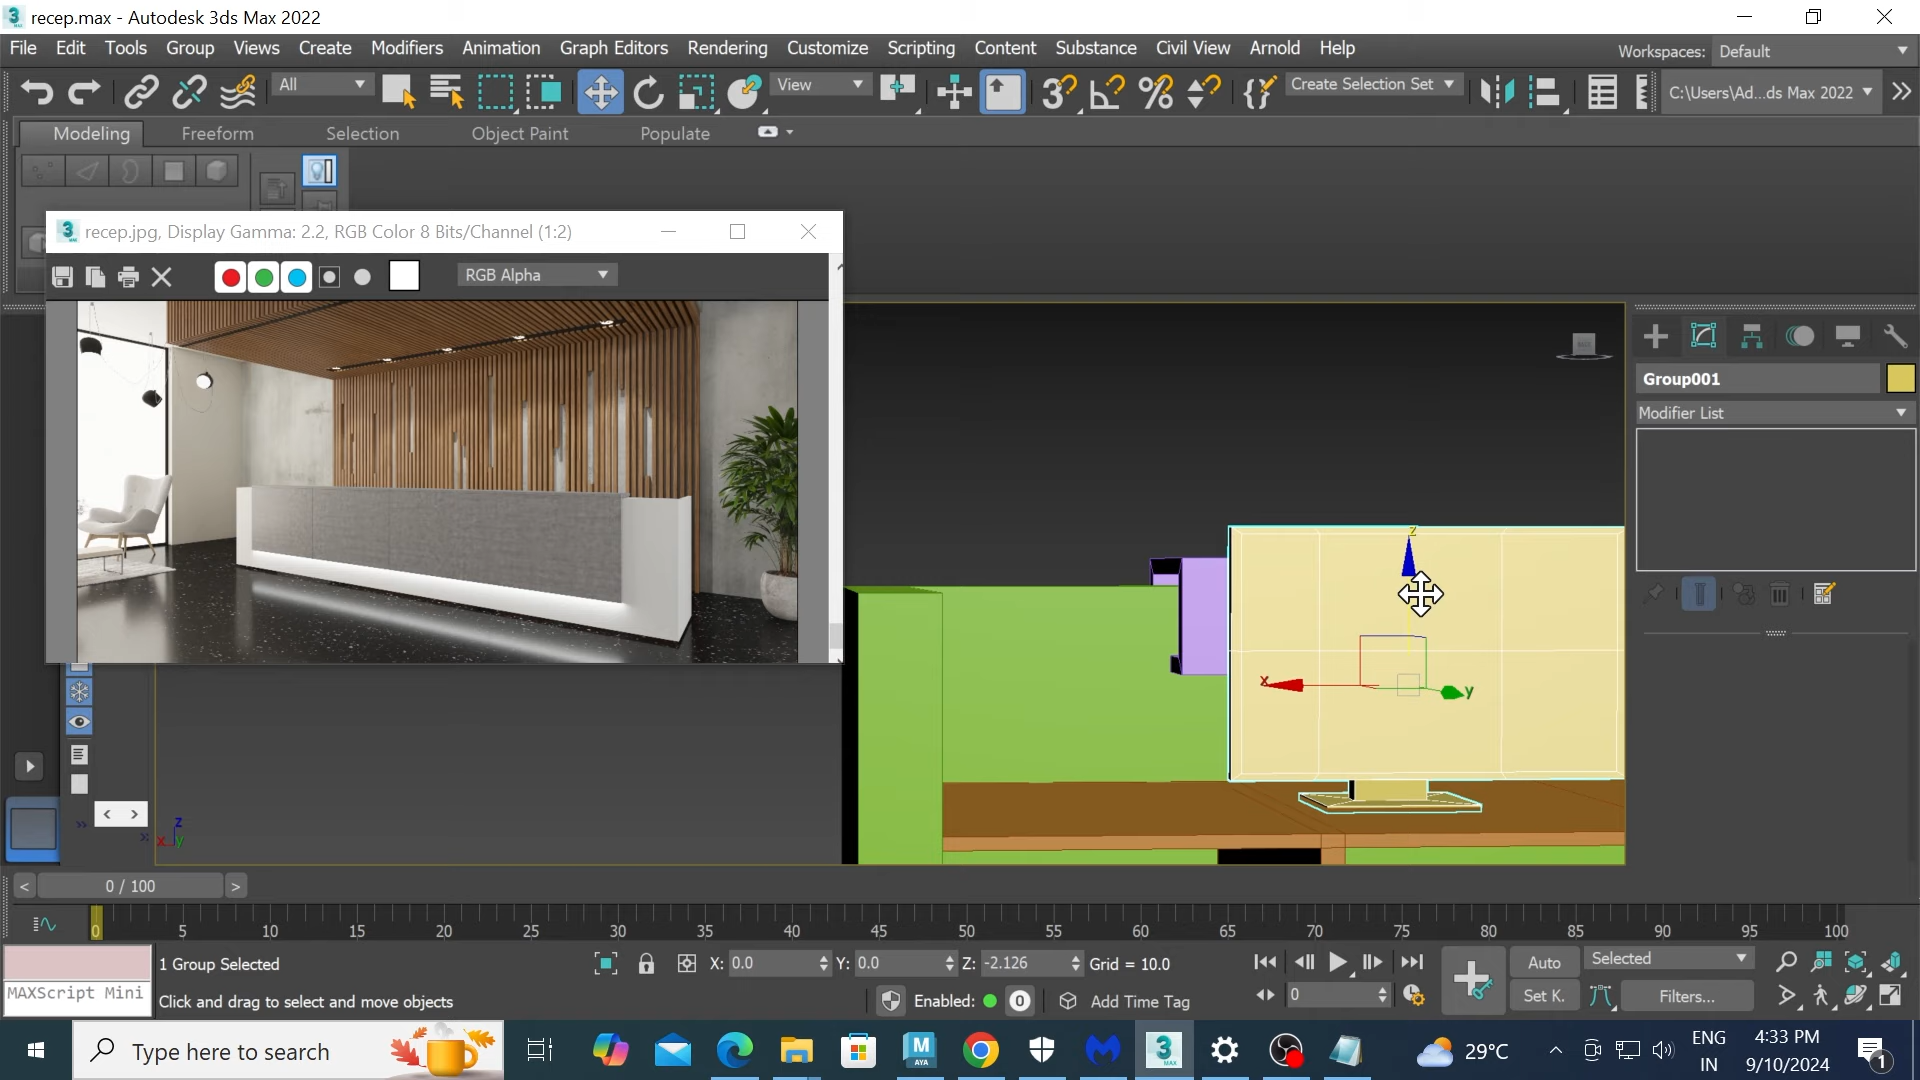 recep.max - Autodesk 3ds Max 2022
File Edit Tools Group Views Create Modifiers Animation Graph Editors Rendering Customize Scripting Content Substance Civil View Arnold Help
Workspaces: Default
All
View
Create Selection Set
C:\Users\Ad...ds Max 2022
Modeling Freeform Selection Object Paint Populate
recep.jpg, Display Gamma: 2.2, RGB Color 8 Bits/Channel (1:2)
RGB Alpha
Group001
Modifier List
z
x
y
z
x
y
0 / 100
0 5 10 15 20 25 30 35 40 45 50 55 60 65 70 75 80 85 90 95 100
1 Group Selected
X: 0.0 Y: 0.0 Z: -2.126 Grid = 10.0
Auto Selected
MAXScript Mini
Click and drag to select and move objects
Enabled: 0 Add Time Tag
0
Set K. Filters...
Type here to search
MAYA
29°C
ENG
IN
4:33 PM
9/10/2024
1